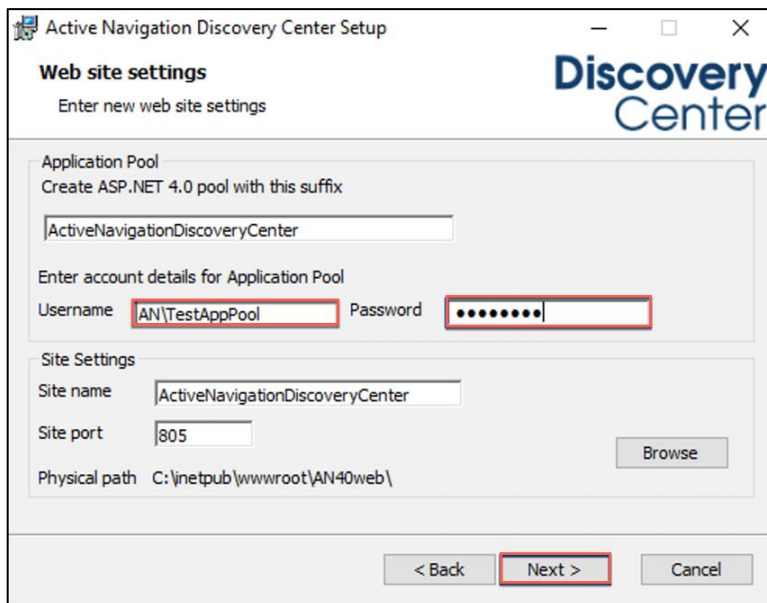 Active Navigation Discovery Center Setup
Web site settings
Enter new web site settings
Discovery
Center
Application Pool
Create ASP.NET 4.0 pool with this suffix
ActiveNavigationDiscoveryCenter
Enter account details for Application Pool
Username AN\TestAppPool Password ●●●●●●●●
Site Settings
Site name ActiveNavigationDiscoveryCenter
Site port 805
Browse
Physical path C:\inetpub\wwwroot\AN40web\
< Back Next > Cancel